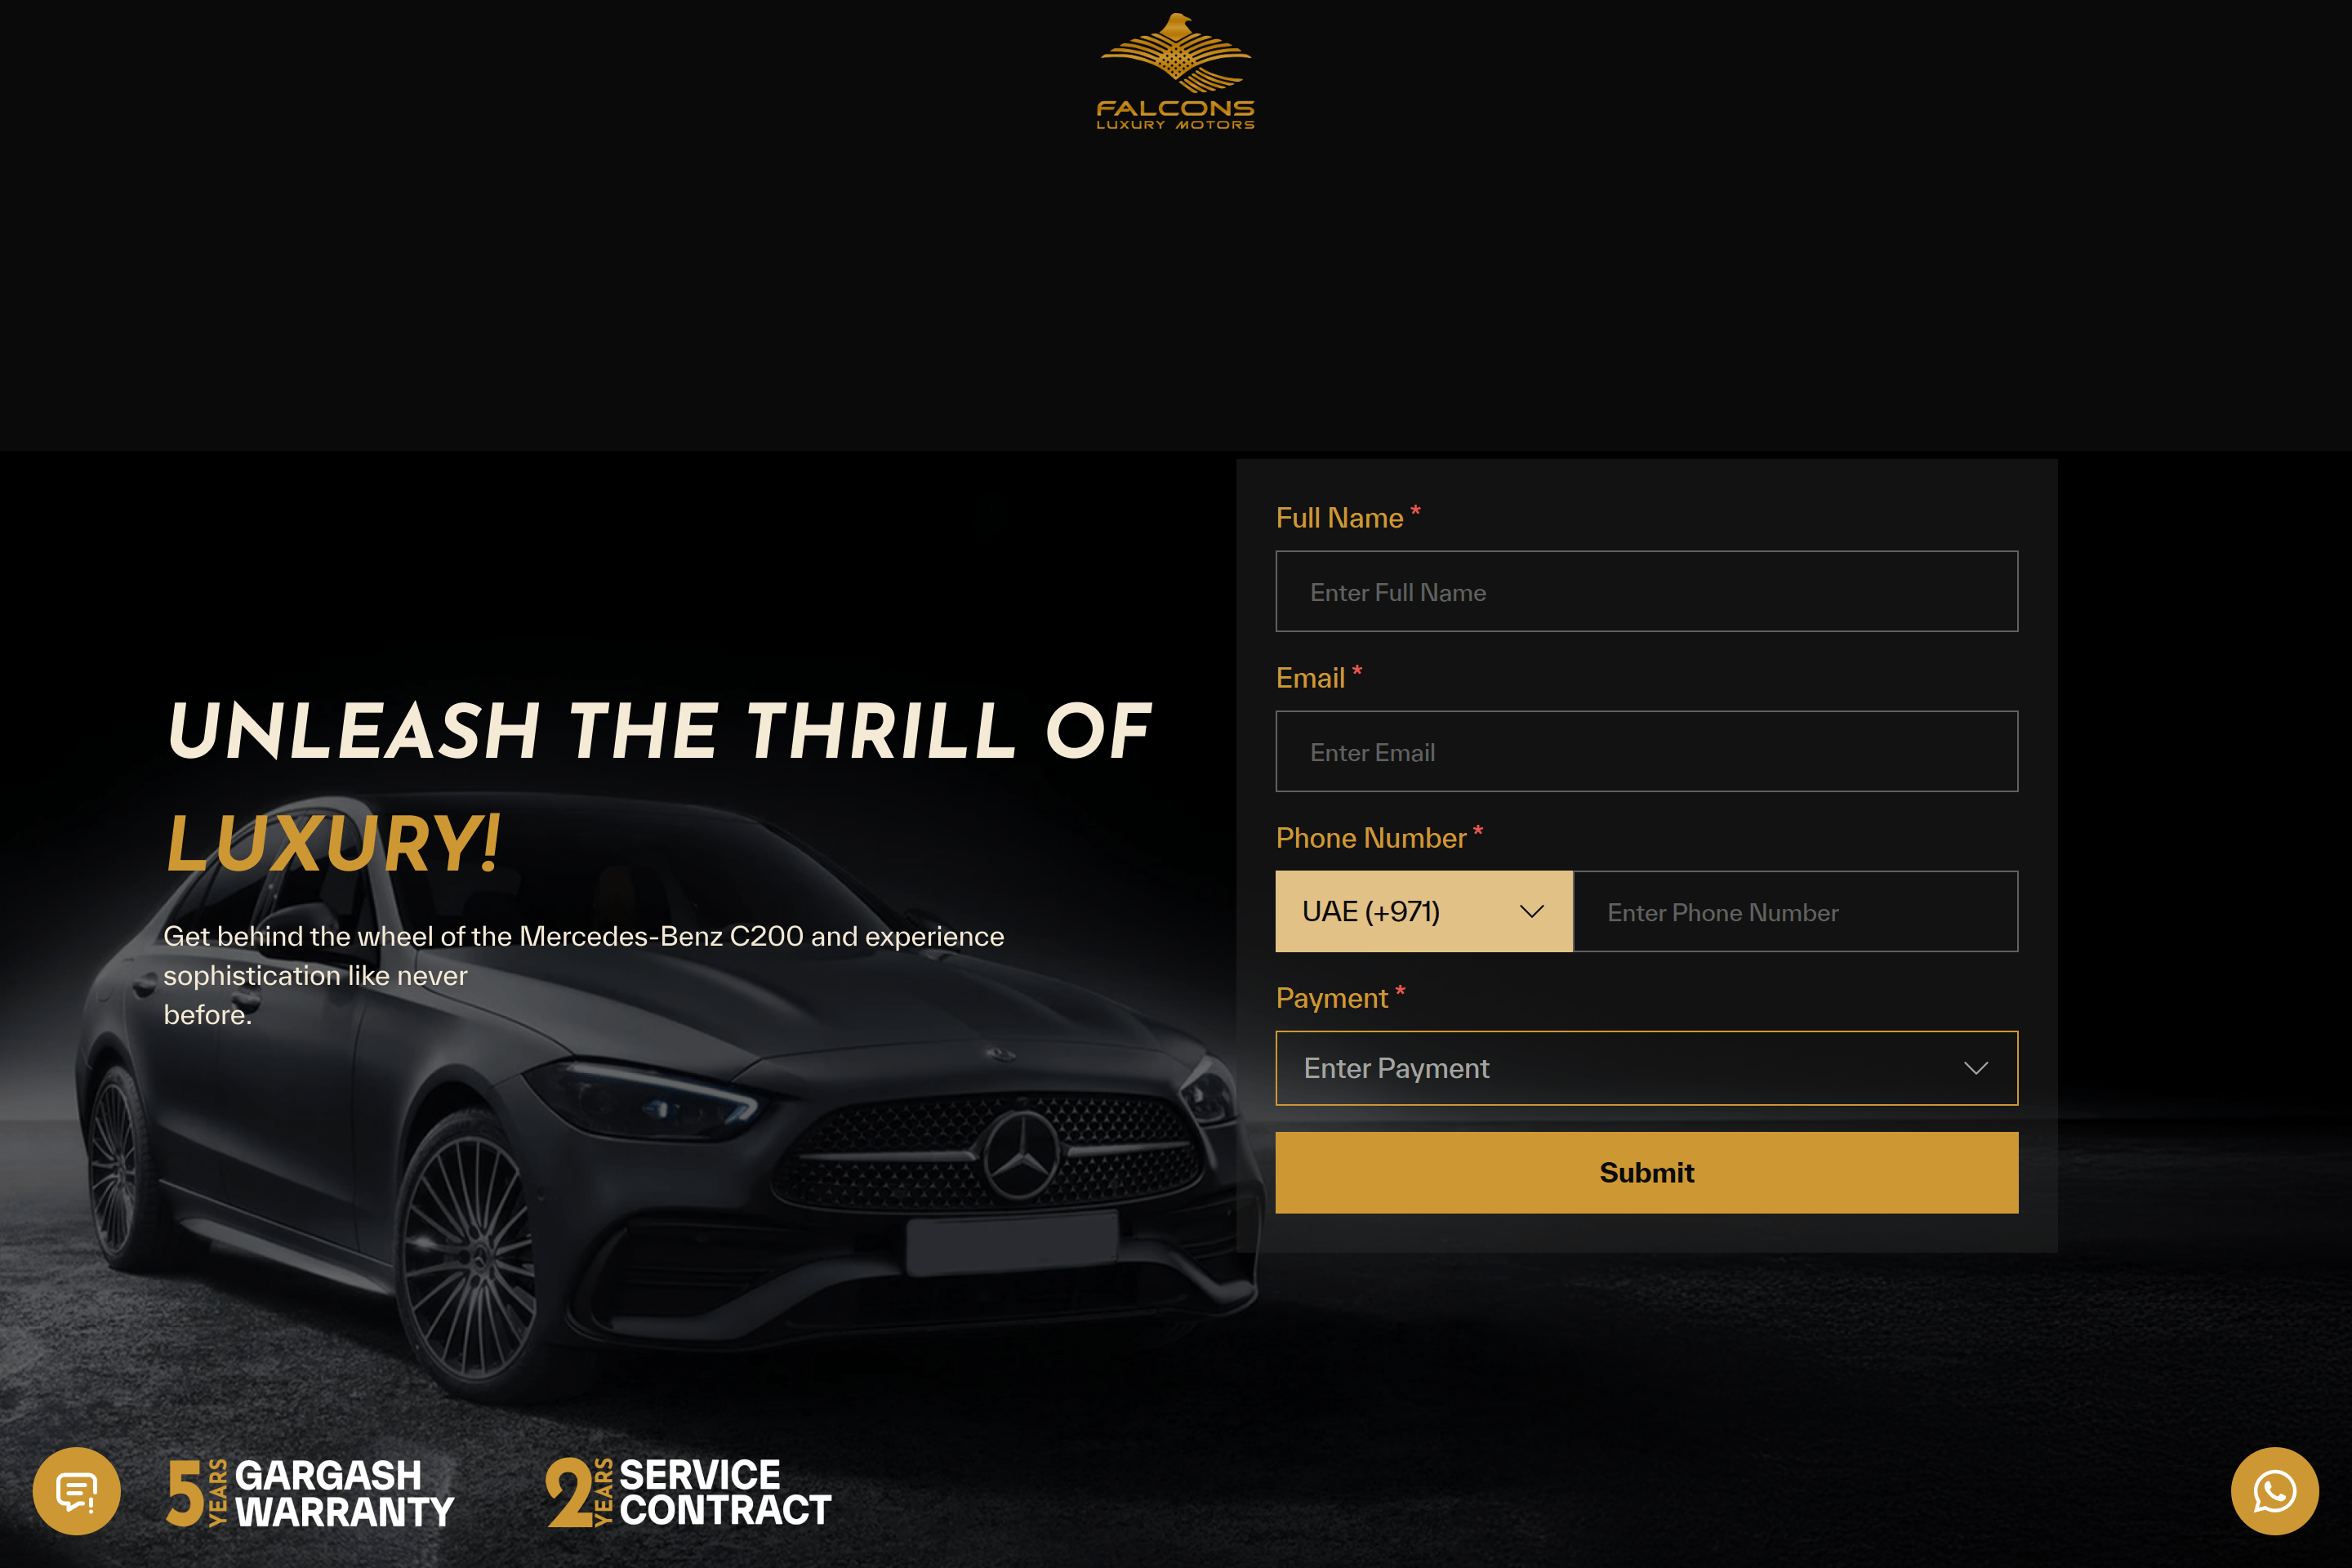 FALCONS
LUXURY MOTORS
UNLEASH THE THRILL OF
LUXURY!
Get behind the wheel of the Mercedes-Benz C200 and experience
sophistication like never
before.
Full Name *
Enter Full Name
Email *
Enter Email
Phone Number *
UAE (+971)
Enter Phone Number
Payment *
Enter Payment
Submit
5 YEARS GARGASH
WARRANTY
2 YEARS SERVICE
CONTRACT